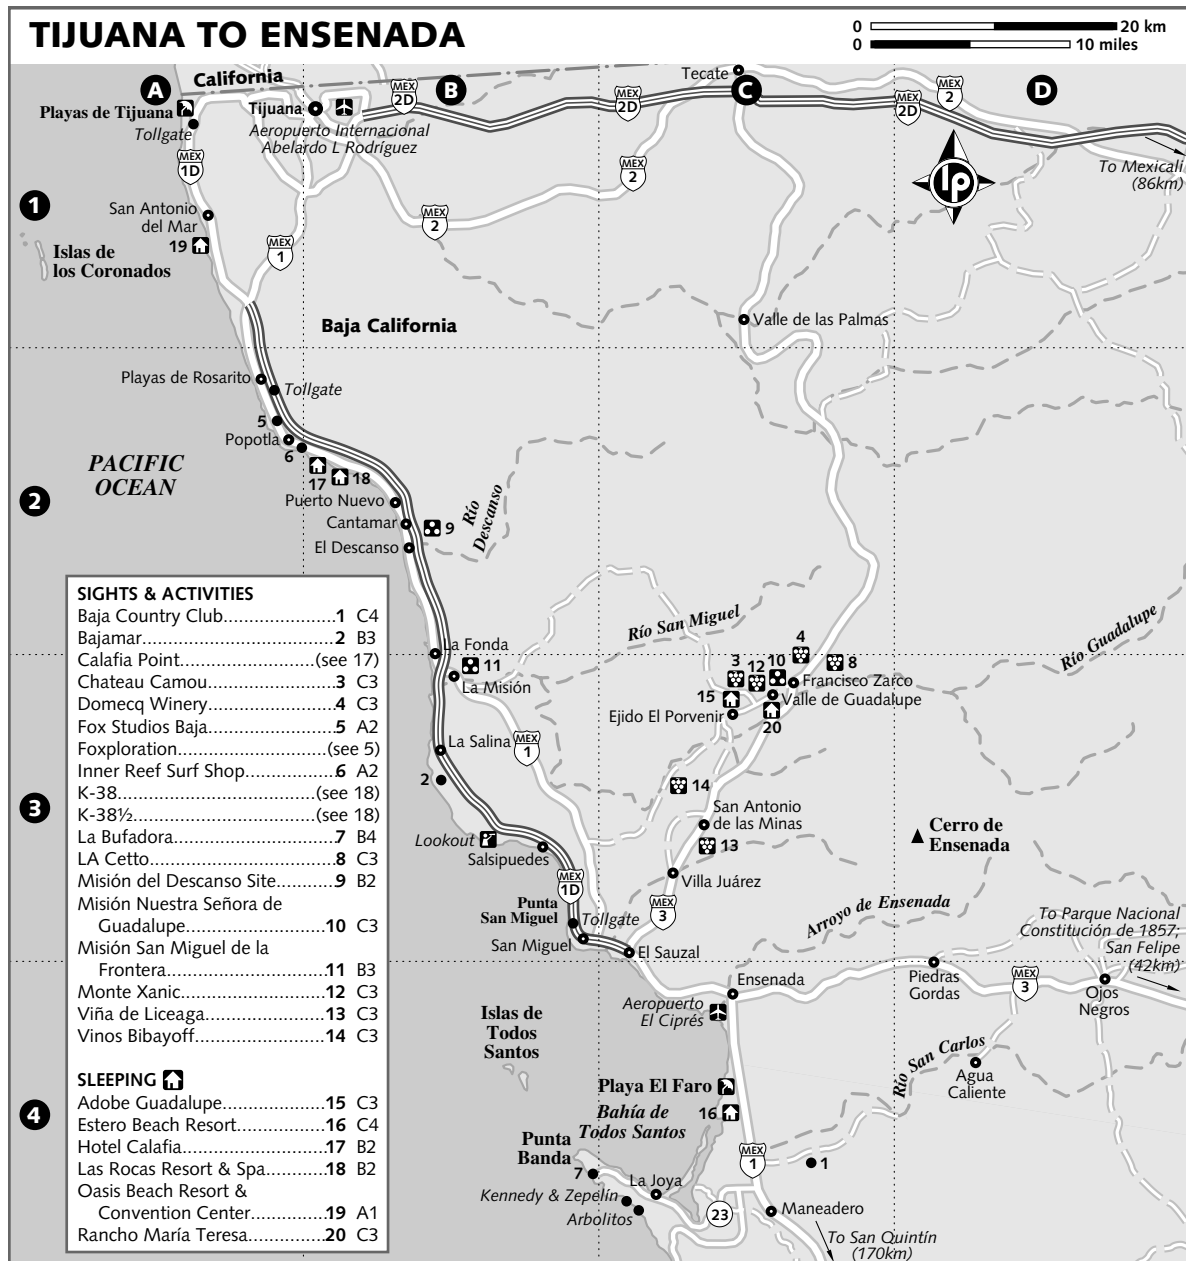 TIJUANA TO ENSENADA
0 20 km
0 10 miles
A
B
C
D
California
Tecate
MEX 2D
MEX 2D
MEX 2D
MEX 2
Playas de Tijuana
Tollgate
Tijuana
Aeropuerto Internacional
Abelardo L Rodríguez
MEX 1D
MEX 2
MEX 2
lp
To Mexicali
(86km)
1
San Antonio
del Mar
19
MEX 1
Islas de
los Coronados
Baja California
Valle de las Palmas
Playas de Rosarito
Tollgate
5
Popotla
6
17
18
PACIFIC
OCEAN
2
Puerto Nuevo
Cantamar
9
El Descanso
Río
Descanso
Río San Miguel
Río Guadalupe
La Fonda
11
La Misión
3
12
10
4
8
Francisco Zarco
15
Valle de Guadalupe
Ejido El Porvenir
20
La Salina
MEX 1
2
14
3
San Antonio
de las Minas
Cerro de
Ensenada
Lookout
Salsipuedes
13
MEX 1D
Villa Juárez
Punta
San Miguel
Tollgate
MEX 3
Arroyo de Ensenada
San Miguel
El Sauzal
To Parque Nacional
Constitución de 1857;
San Felipe
(42km)
Ensenada
Piedras
Gordas
MEX 3
Ojos
Negros
Aeropuerto
El Ciprés
Islas de
Todos
Santos
Río San Carlos
Agua
Caliente
Playa El Faro
4
16
Bahía de
Todos Santos
Punta
Banda
MEX 1
1
7
La Joya
Kennedy & Zepelín
Arbolitos
23
Maneadero
To San Quintín
(170km)
SIGHTS & ACTIVITIES
Baja Country Club......................1 C4
Bajamar......................................2 B3
Calafia Point.......................(see 17)
Chateau Camou.........................3 C3
Domecq Winery.........................4 C3
Fox Studios Baja........................5 A2
Foxploration.........................(see 5)
Inner Reef Surf Shop..................6 A2
K-38....................................(see 18)
K-38½.................................(see 18)
La Bufadora................................7 B4
LA Cetto.....................................8 C3
Misión del Descanso Site............9 B2
Misión Nuestra Señora de
Guadalupe............................10 C3
Misión San Miguel de la
Frontera................................11 B3
Monte Xanic.............................12 C3
Viña de Liceaga.........................13 C3
Vinos Bibayoff...........................14 C3
SLEEPING
Adobe Guadalupe.....................15 C3
Estero Beach Resort...................16 C4
Hotel Calafia.............................17 B2
Las Rocas Resort & Spa..............18 B2
Oasis Beach Resort &
Convention Center................19 A1
Rancho María Teresa.................20 C3